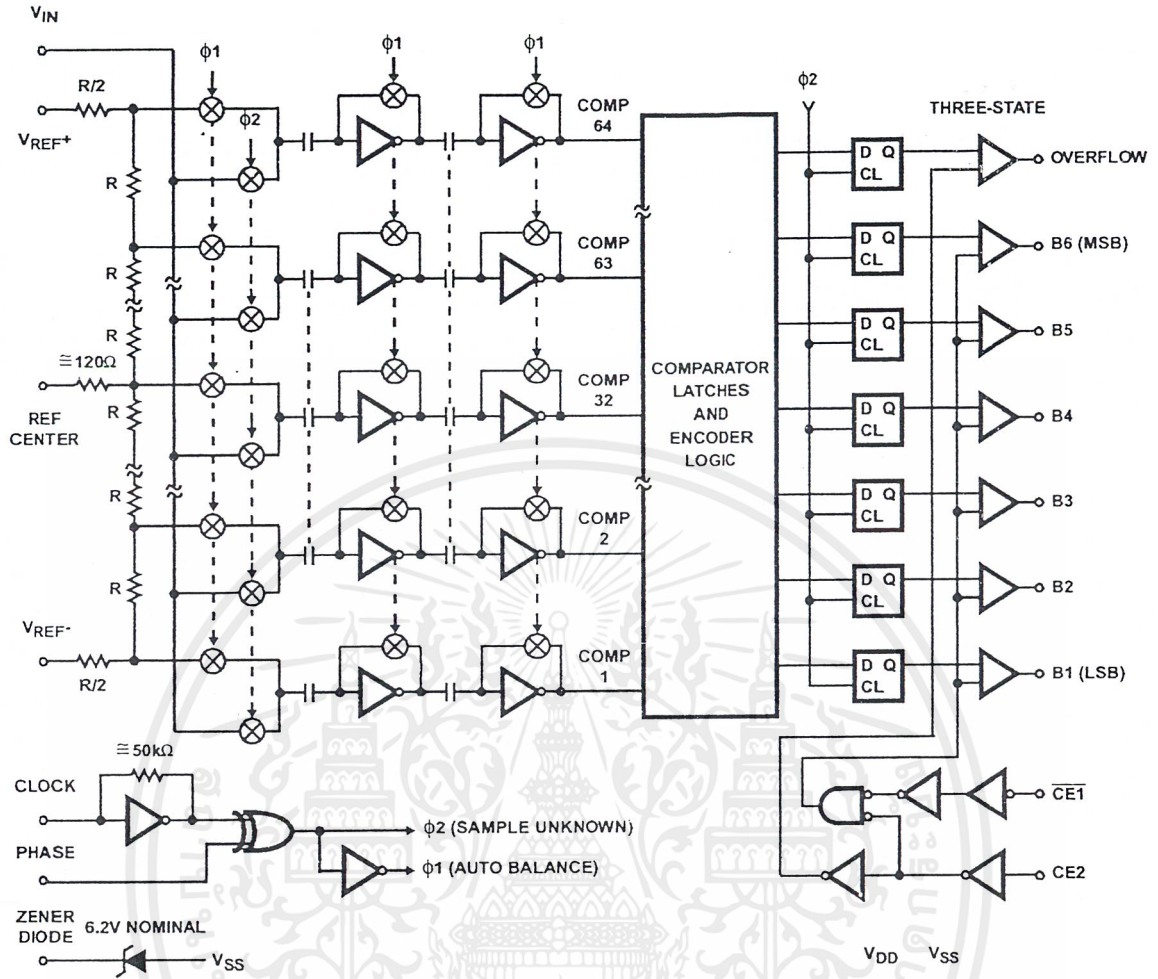 VIN
ϕ1
ϕ1
ϕ1
R/2
VREF+
ϕ2
ϕ2
THREE-STATE
COMP
64
D Q
CL
OVERFLOW
R
D Q
CL
B6 (MSB)
COMP
63
R
R
D Q
CL
B5
≅120Ω
REF
CENTER
COMP
32
COMPARATOR
LATCHES
AND
ENCODER
LOGIC
D Q
CL
B4
R
R
D Q
CL
B3
COMP
2
R
D Q
CL
B2
VREF-
R/2
COMP
1
D Q
CL
B1 (LSB)
≅50kΩ
CLOCK
PHASE
ϕ2 (SAMPLE UNKNOWN)
ϕ1 (AUTO BALANCE)
CE1
CE2
ZENER
DIODE
6.2V NOMINAL
VSS
VDD
VSS